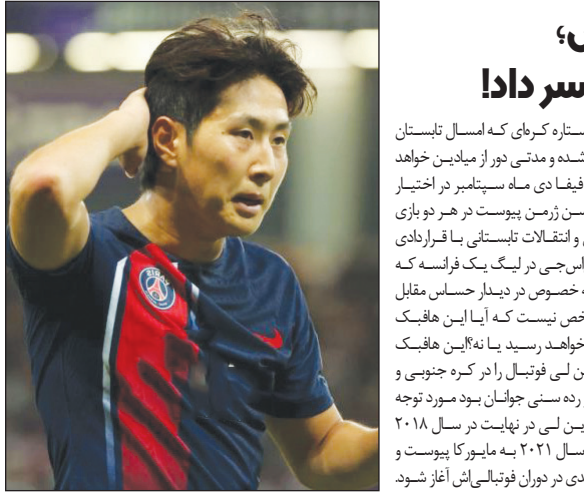 سر داد!
ستاره کره‌ای که امسال تابستان
شده و مدتی دور از میادین خواهد
فیفا دی ماه سپتامبر در اختیار
سن ژرمن پیوست در هر دو بازی
و انتقالات تابستانی با قراردادی
اس‌جی در لیگ یک فرانسه که
خصوص در دیدار حساس مقابل
خص نیست که آیا این هافبک
خواهد رسید یا نه؟این هافبک
ن لی فوتبال را در کره جنوبی و
رده سنی جوانان بود مورد توجه
ین لی در نهایت در سال ۲۰۱۸
سال ۲۰۲۱ به مایورکا پیوست و
دی در دوران فوتبالی‌اش آغاز شود.